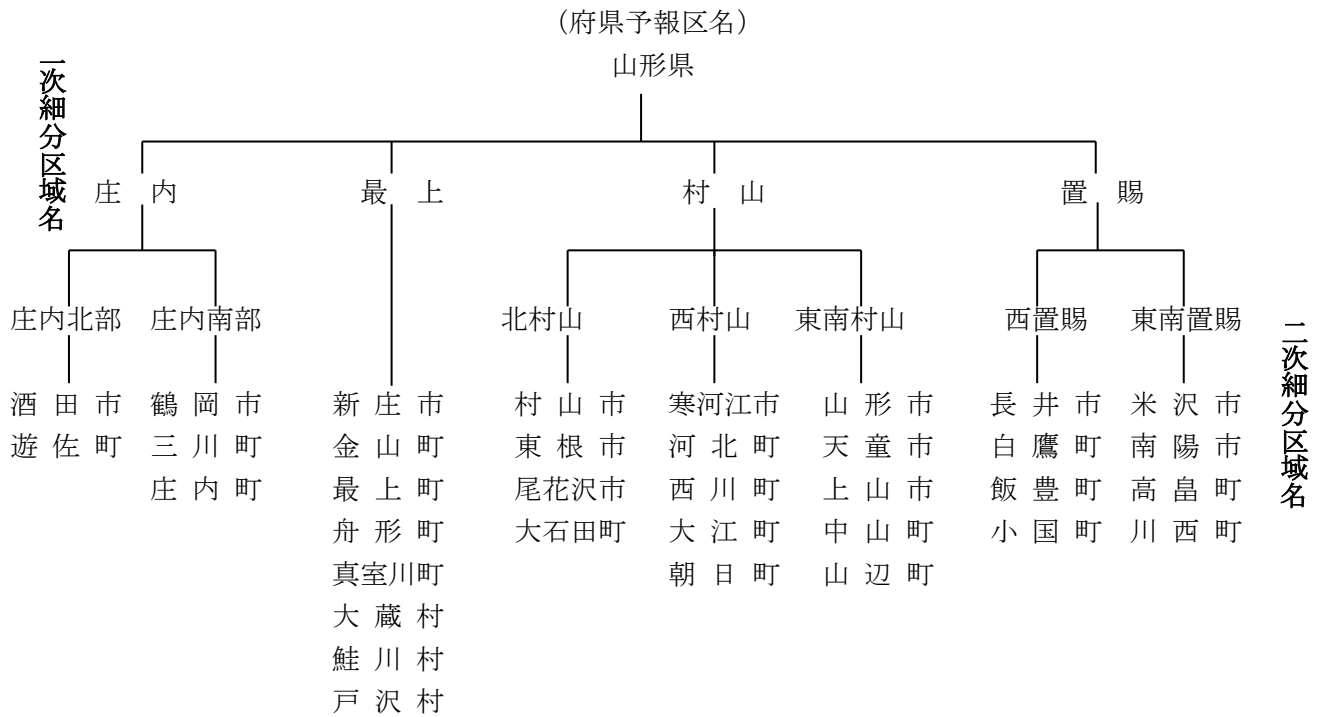 (府県予報区名)
山形県
一次細分区域名
庄内 最上 村山 置賜
庄内北部 庄内南部 北村山 西村山 東南村山 西置賜 東南置賜
二次細分区域名
酒田市 鶴岡市 新庄市 村山市 寒河江市 山形市 長井市 米沢市
遊佐町 三川町 金山町 東根市 河北町 天童市 白鷹町 南陽市
庄内町 最上町 尾花沢市 西川町 上山市 飯豊町 高畠町
舟形町 大石田町 大江町 中山町 小国町 川西町
真室川町 朝日町 山辺町
大蔵村
鮭川村
戸沢村